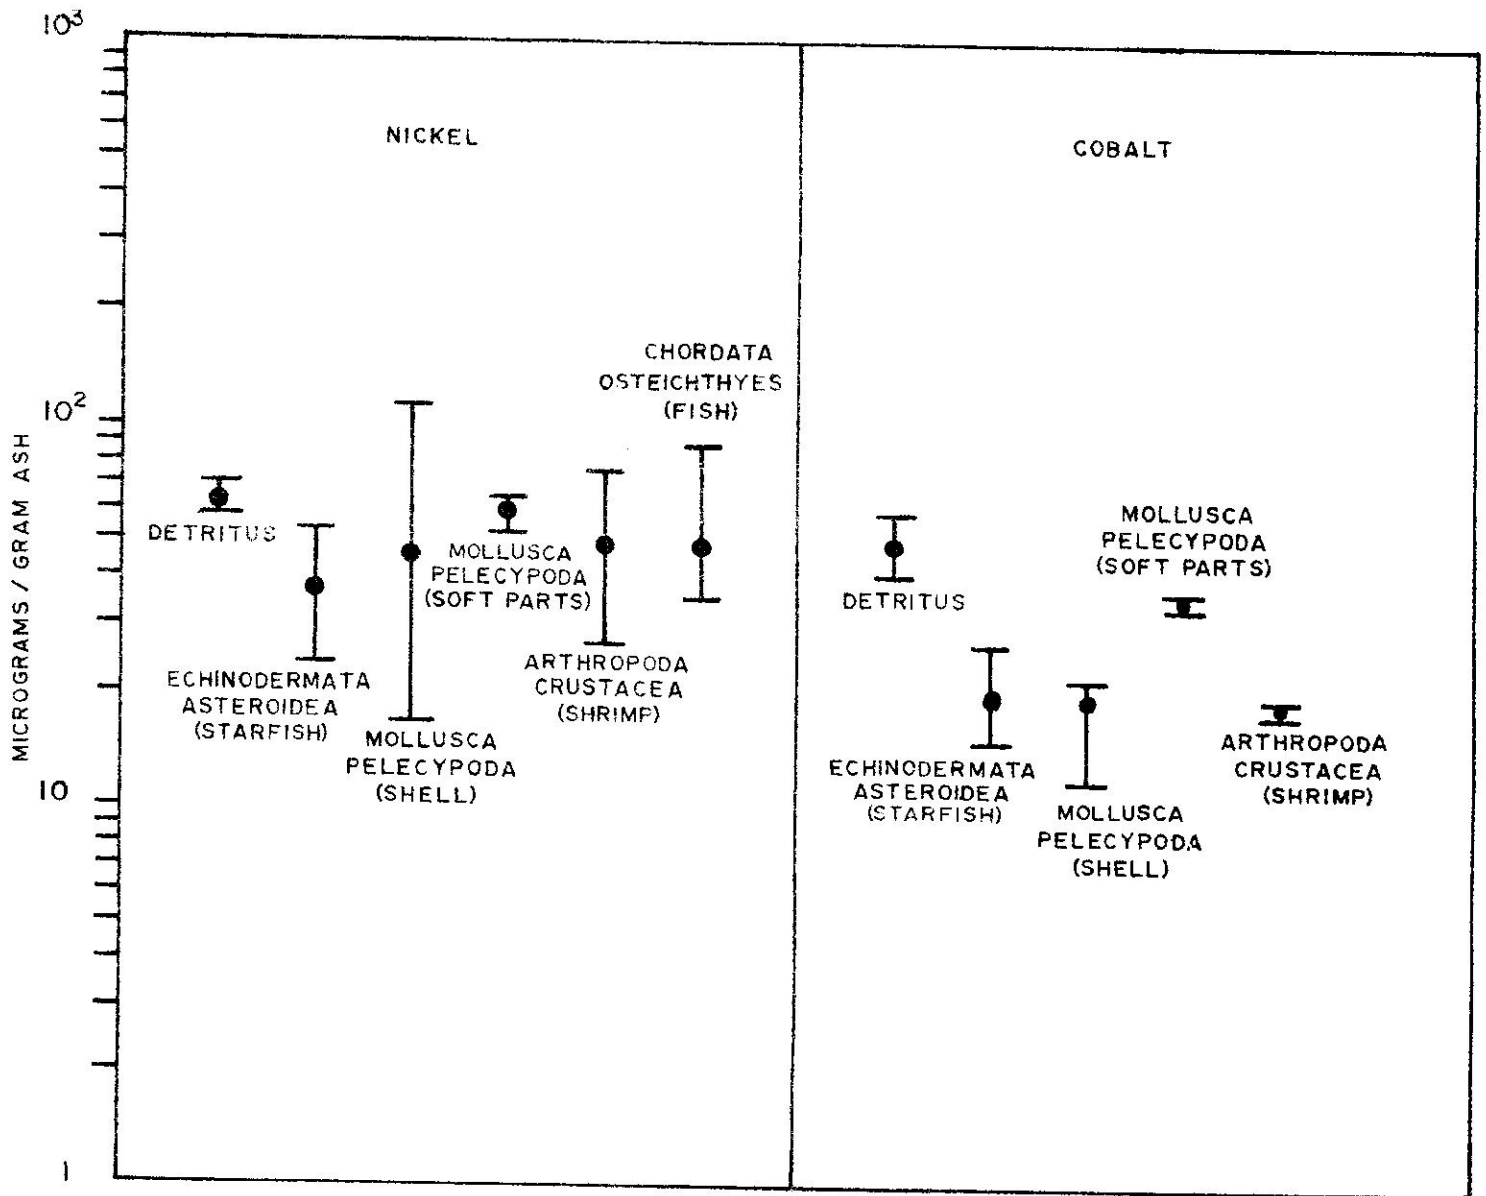 10³
10²
10
1
MICROGRAMS / GRAM ASH
NICKEL
DETRITUS
ECHINODERMATA
ASTEROIDEA
(STARFISH)
MOLLUSCA
PELECYPODA
(SHELL)
MOLLUSCA
PELECYPODA
(SOFT PARTS)
ARTHROPODA
CRUSTACEA
(SHRIMP)
CHORDATA
OSTEICHTHYES
(FISH)
COBALT
DETRITUS
ECHINODERMATA
ASTEROIDEA
(STARFISH)
MOLLUSCA
PELECYPODA
(SHELL)
MOLLUSCA
PELECYPODA
(SOFT PARTS)
ARTHROPODA
CRUSTACEA
(SHRIMP)